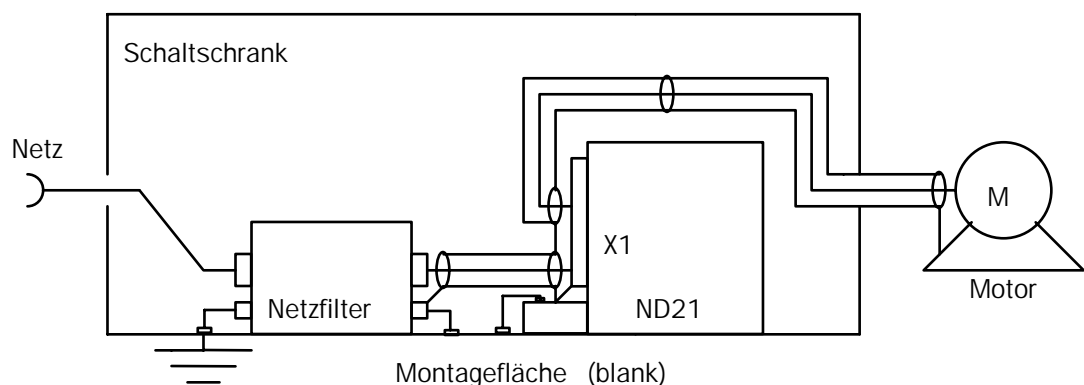 Schaltschrank
Netz
M
X1
Netzfilter
ND21
Motor
Montagefläche (blank)